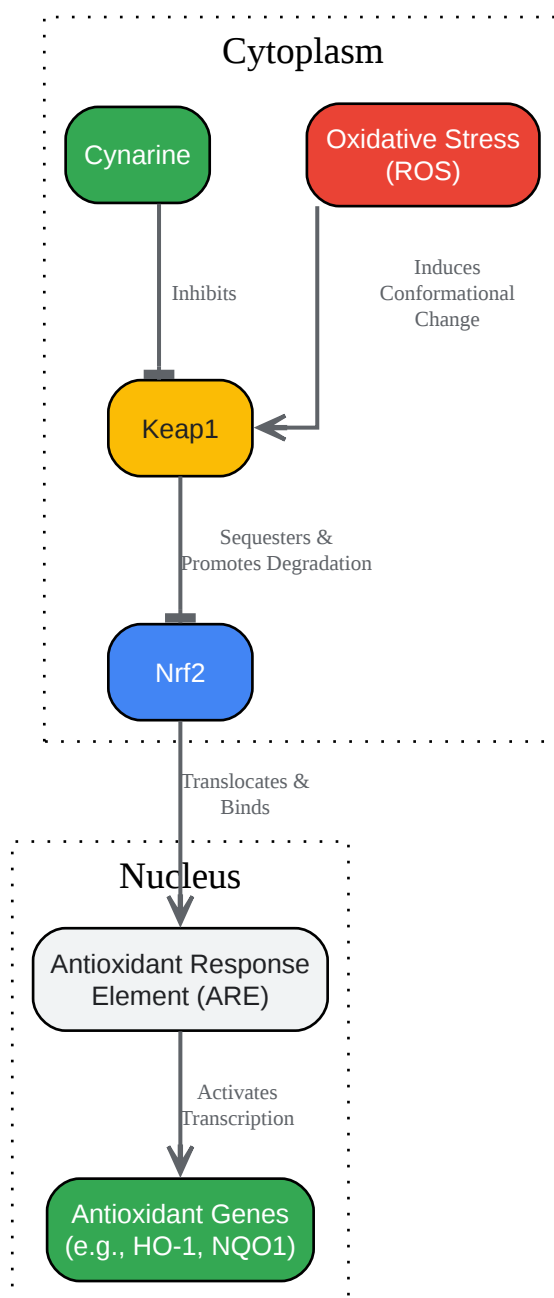 Cytoplasm
Cynarine
Oxidative Stress
(ROS)
Inhibits
Induces
Conformational
Change
Keap1
Sequesters &
Promotes Degradation
Nrf2
Translocates &
Binds
Nucleus
Antioxidant Response
Element (ARE)
Activates
Transcription
Antioxidant Genes
(e.g., HO-1, NQO1)